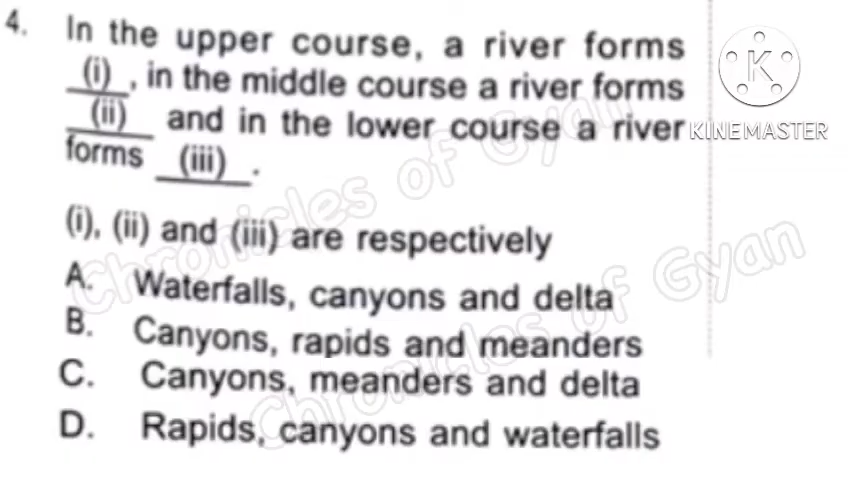 4. In the upper course, a river forms
(i) , in the middle course a river forms
(ii) and in the lower course a river
forms (iii) .
K
KINEMASTER
(i), (ii) and (iii) are respectively
A. Waterfalls, canyons and delta
B. Canyons, rapids and meanders
C. Canyons, meanders and delta
D. Rapids, canyons and waterfalls
Chronicles of Gyan
Chronicles of Gyan